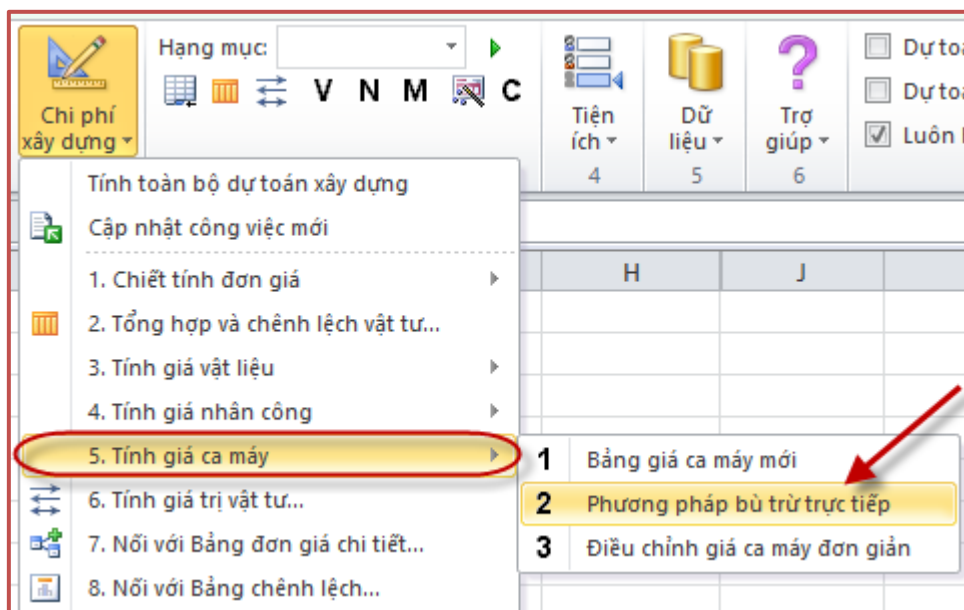 Hạng mục:
Dự toá
V N M C
Dự toá
Chi phí
xây dựng
Tiện
ích
Dữ
liệu
Trợ
giúp
Luôn
4
5
6
Tính toàn bộ dự toán xây dựng
Cập nhật công việc mới
H
J
1. Chiết tính đơn giá
2. Tổng hợp và chênh lệch vật tư...
3. Tính giá vật liệu
4. Tính giá nhân công
5. Tính giá ca máy
1 Bảng giá ca máy mới
6. Tính giá trị vật tư...
2 Phương pháp bù trừ trực tiếp
7. Nối với Bảng đơn giá chi tiết...
3 Điều chỉnh giá ca máy đơn giản
8. Nối với Bảng chênh lệch...